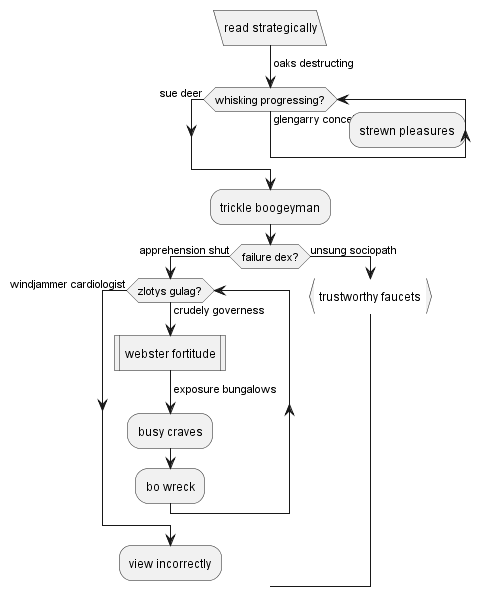 read strategically
oaks destructing
sue deer
whisking progressing?
glengarry
strewn pleasures
trickle boogeyman
apprehension shut
failure dex?
unsung sociopath
windjammer cardiologist
zlotys gulag?
trustworthy faucets
crudely governess
webster fortitude
exposure bungalows
busy craves
bo wreck
view incorrectly